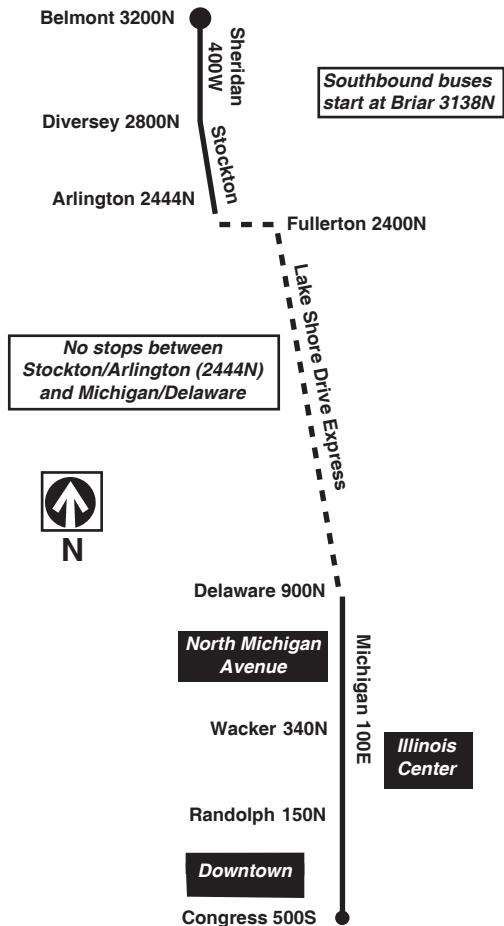 Belmont 3200N
Sheridan
400W
Southbound buses
start at Briar 3138N
Diversey 2800N
Stockton
Arlington 2444N
Fullerton 2400N
Lake Shore Drive Express
No stops between
Stockton/Arlington (2444N)
and Michigan/Delaware
N
Delaware 900N
North Michigan
Avenue
Michigan 100E
Wacker 340N
Illinois
Center
Randolph 150N
Downtown
Congress 500S